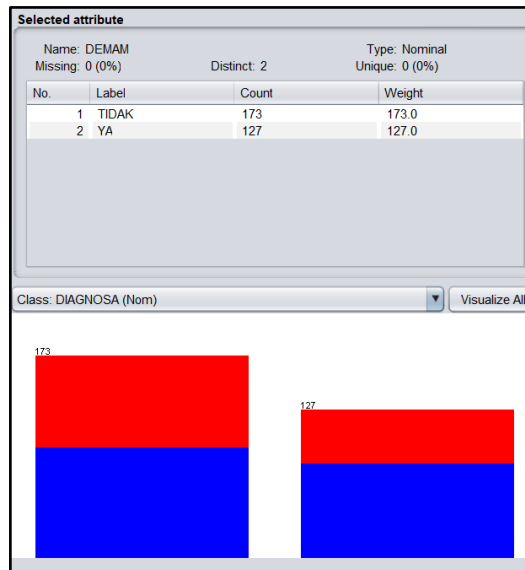 Selected attribute
Name: DEMAM Type: Nominal
Missing: 0 (0%) Distinct: 2 Unique: 0 (0%)
No. Label Count Weight
1 TIDAK 173 173.0
2 YA 127 127.0
Class: DIAGNOSA (Nom) Visualize All
173
127